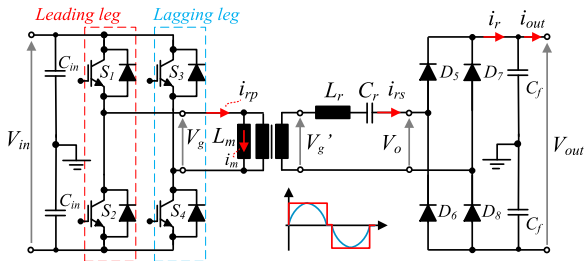 Leading leg
Lagging leg
C_in
S_1
S_3
V_in
i_rp
V_g
L_m
i_m
V_g'
L_r
C_r
i_rs
V_o
i_r
i_out
D_5
D_7
C_f
V_out
C_in
S_2
S_4
D_6
D_8
C_f